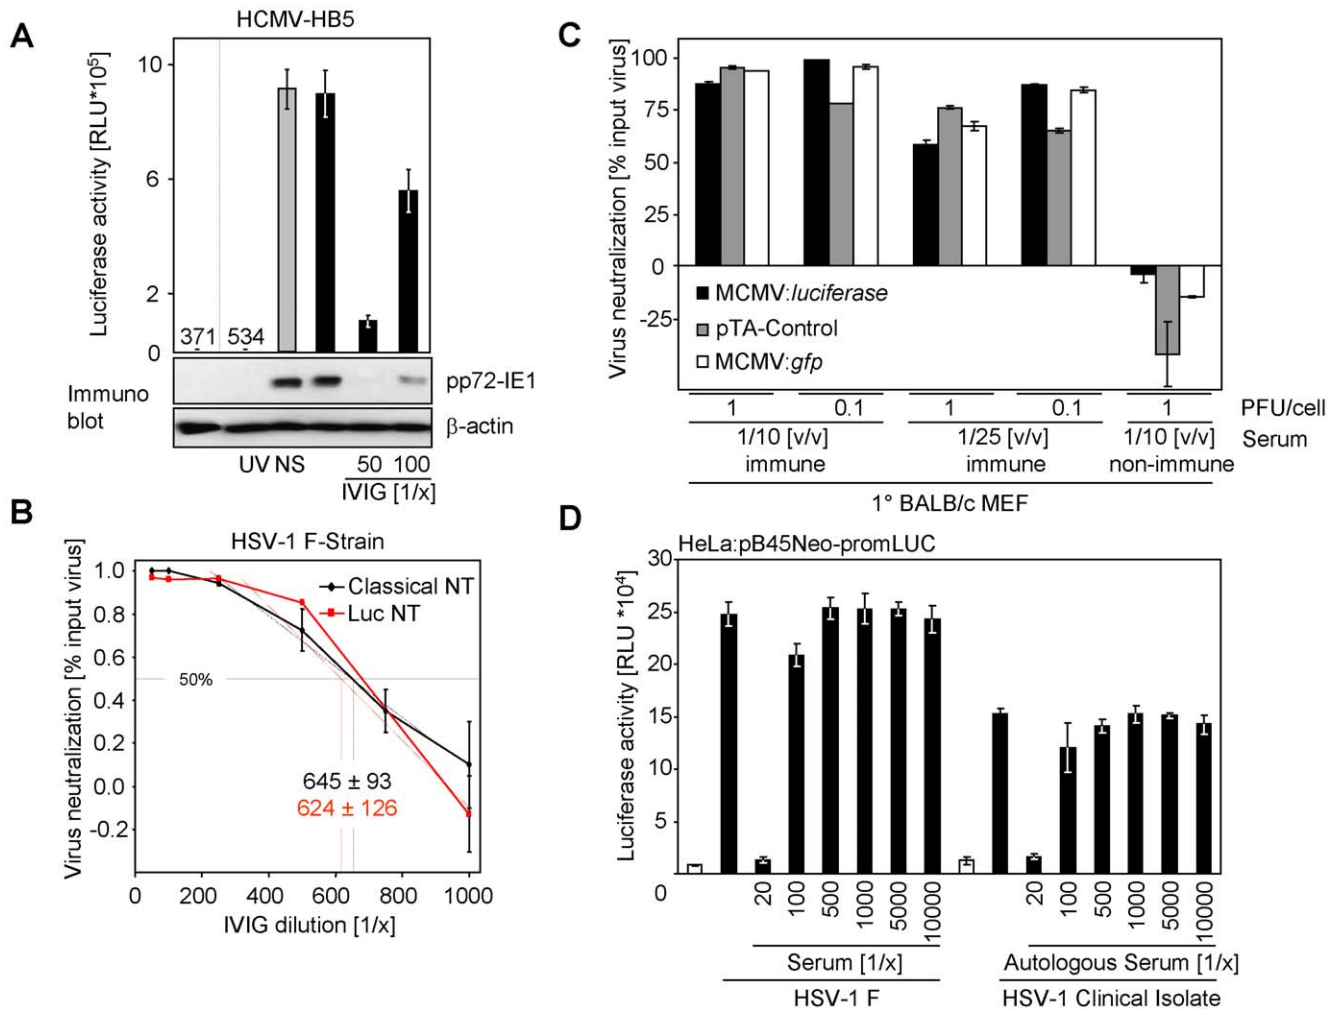 A
HCMV-HB5
Luciferase activity [RLU*10⁵]
10
6
2
0
371
534
Immuno
blot
pp72-IE1
β-actin
UV NS 50 100
IVIG [1/x]
B
HSV-1 F-Strain
Virus neutralization [% input virus]
1.0
0.8
0.6
0.4
0.2
0.0
-0.2
Classical NT
Luc NT
50%
645 ± 93
624 ± 126
0 200 400 600 800 1000
IVIG dilution [1/x]
C
Virus neutralization [% input virus]
100
75
50
25
0
-25
MCMV:luciferase
pTA-Control
MCMV:gfp
1 0.1 1 0.1 1 PFU/cell
1/10 [v/v] 1/25 [v/v] 1/10 [v/v] Serum
immune immune non-immune
1° BALB/c MEF
D
HeLa:pB45Neo-promLUC
Luciferase activity [RLU *10⁴]
30
25
20
15
10
5
0
20 100 500 1000 5000 10000 20 100 500 1000 5000 10000
Serum [1/x] Autologous Serum [1/x]
HSV-1 F HSV-1 Clinical Isolate